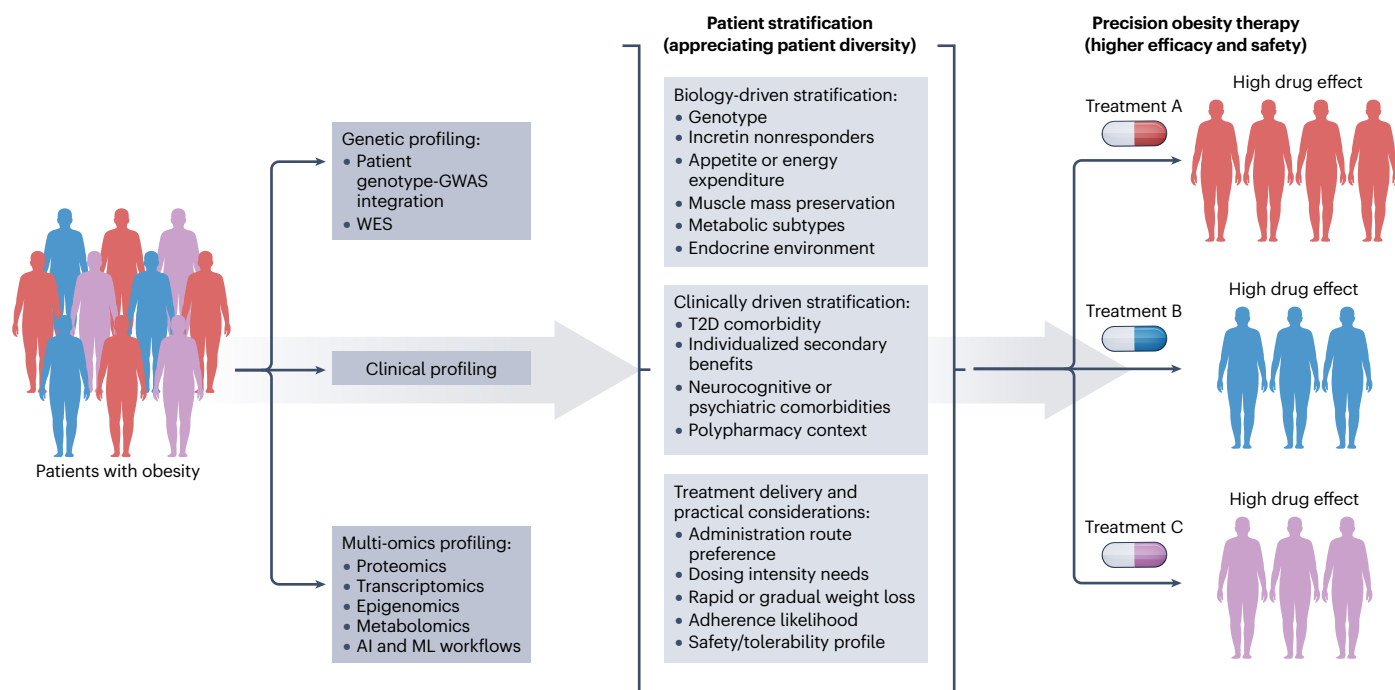 Patients with obesity
Genetic profiling:
• Patient
genotype-GWAS
integration
• WES
Clinical profiling
Multi-omics profiling:
• Proteomics
• Transcriptomics
• Epigenomics
• Metabolomics
• AI and ML workflows
Patient stratification
(appreciating patient diversity)
Biology-driven stratification:
• Genotype
• Incretin nonresponders
• Appetite or energy
expenditure
• Muscle mass preservation
• Metabolic subtypes
• Endocrine environment
Clinically driven stratification:
• T2D comorbidity
• Individualized secondary
benefits
• Neurocognitive or
psychiatric comorbidities
• Polypharmacy context
Treatment delivery and
practical considerations:
• Administration route
preference
• Dosing intensity needs
• Rapid or gradual weight loss
• Adherence likelihood
• Safety/tolerability profile
Precision obesity therapy
(higher efficacy and safety)
Treatment A
High drug effect
Treatment B
High drug effect
Treatment C
High drug effect